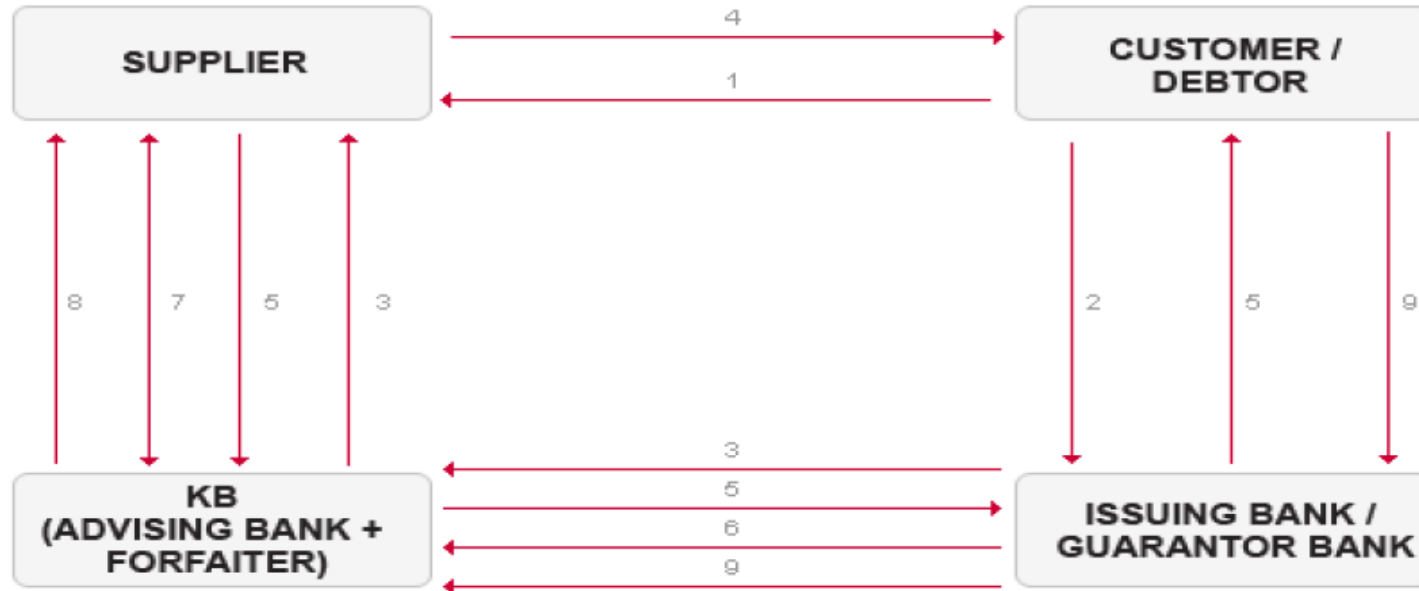 4
SUPPLIER
CUSTOMER /
DEBTOR
1
8
7
5
3
2
5
9
3
5
6
9
KB
(ADVISING BANK +
FORFAITER)
ISSUING BANK /
GUARANTOR BANK